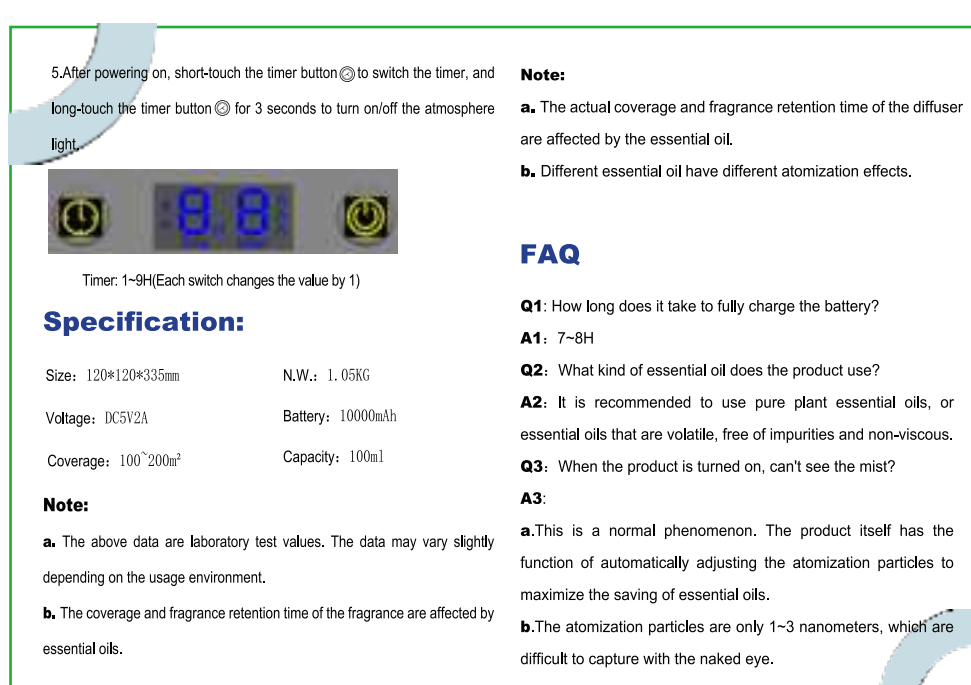 5.After powering on, short-touch the timer button to switch the timer, and
long-touch the timer button for 3 seconds to turn on/off the atmosphere
light.
88
Timer: 1~9H(Each switch changes the value by 1)
Specification:
Size: 120*120*335mm
N.W.: 1.05KG
Voltage: DC5V2A
Battery: 10000mAh
Coverage: 100~200m²
Capacity: 100ml
Note:
a. The above data are laboratory test values. The data may vary slightly
depending on the usage environment.
b. The coverage and fragrance retention time of the fragrance are affected by
essential oils.
Note:
a. The actual coverage and fragrance retention time of the diffuser
are affected by the essential oil.
b. Different essential oil have different atomization effects.
FAQ
Q1: How long does it take to fully charge the battery?
A1: 7~8H
Q2: What kind of essential oil does the product use?
A2: It is recommended to use pure plant essential oils, or
essential oils that are volatile, free of impurities and non-viscous.
Q3: When the product is turned on, can't see the mist?
A3:
a.This is a normal phenomenon. The product itself has the
function of automatically adjusting the atomization particles to
maximize the saving of essential oils.
b.The atomization particles are only 1~3 nanometers, which are
difficult to capture with the naked eye.